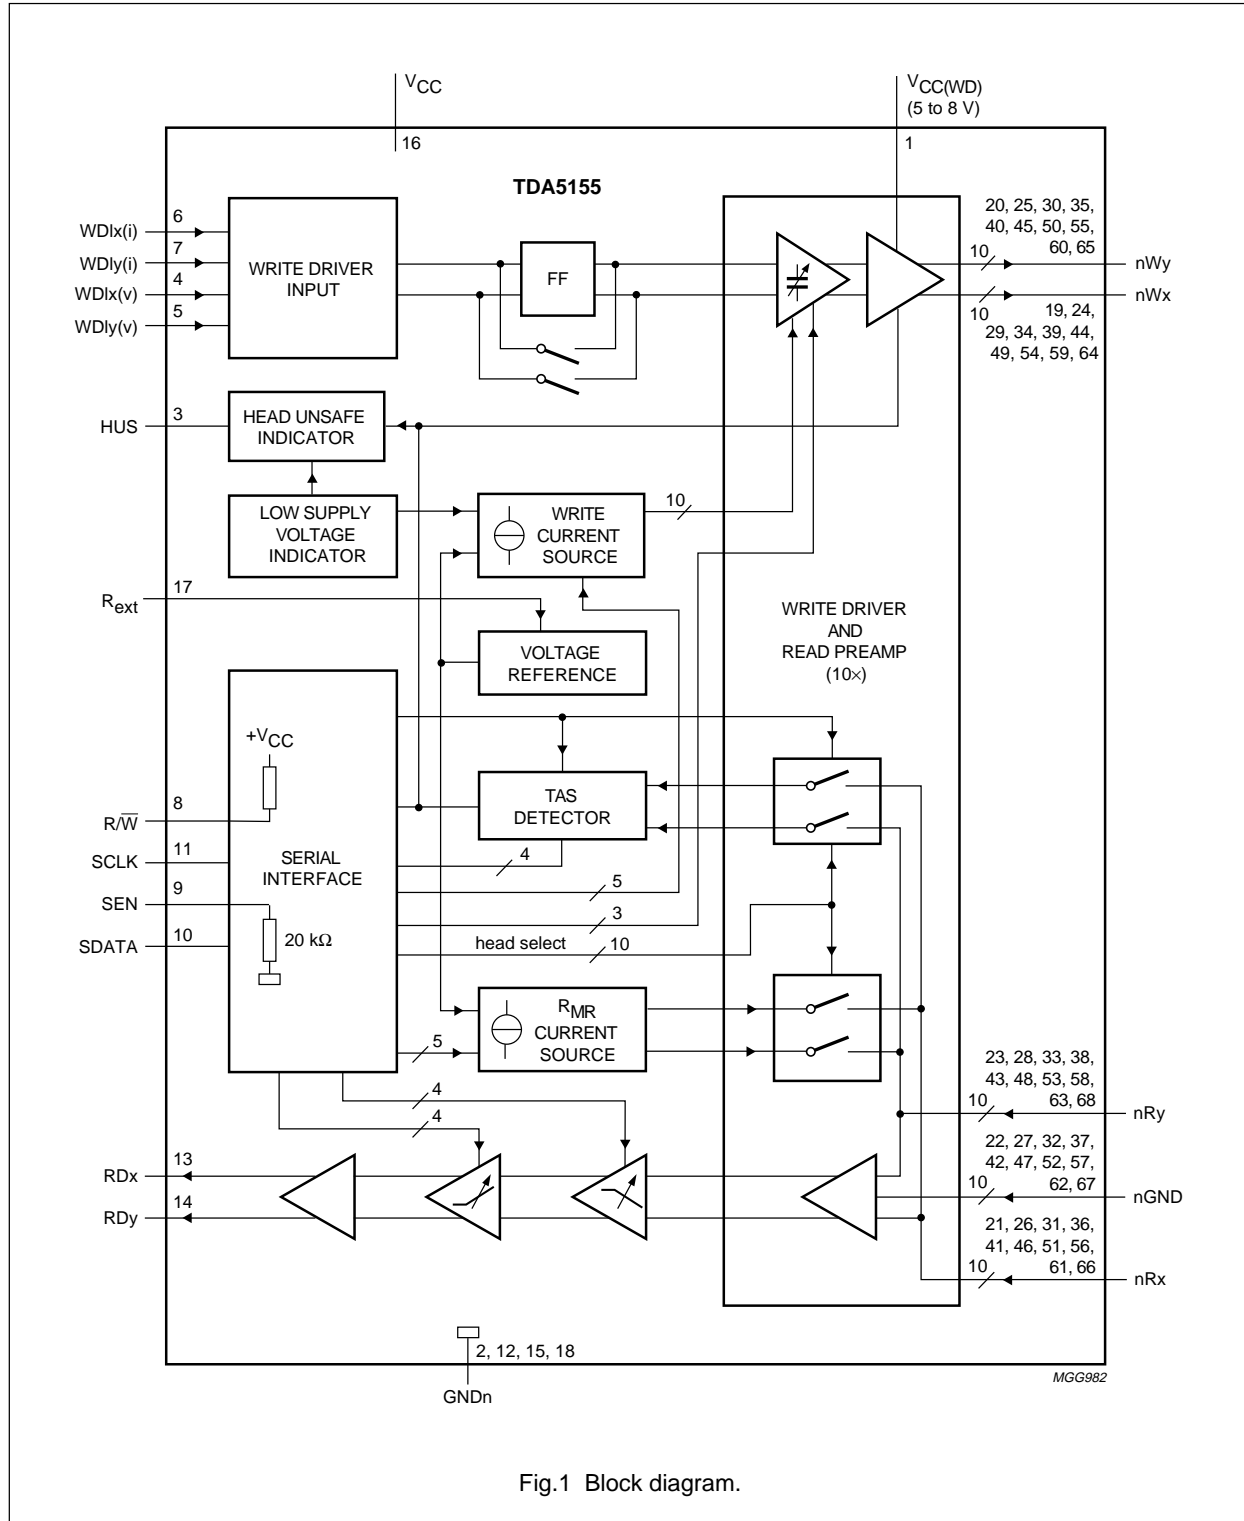 VCC
VCC(WD)
(5 to 8 V)
16
1
TDA5155
WDIx(i)
6
WDIy(i)
7
WDIx(v)
4
WDIy(v)
5
WRITE DRIVER
INPUT
FF
20, 25, 30, 35,
40, 45, 50, 55,
60, 65
10
nWy
nWx
10
19, 24,
29, 34, 39, 44,
49, 54, 59, 64
HUS
3
HEAD UNSAFE
INDICATOR
LOW SUPPLY
VOLTAGE
INDICATOR
WRITE
CURRENT
SOURCE
10
Rext
17
VOLTAGE
REFERENCE
WRITE DRIVER
AND
READ PREAMP
(10×)
+VCC
R/W̅
8
SCLK
11
SEN
9
SDATA
10
SERIAL
INTERFACE
20 kΩ
TAS
DETECTOR
4
5
3
head select
10
RMR
CURRENT
SOURCE
5
4
4
23, 28, 33, 38,
43, 48, 53, 58,
63, 68
10
nRy
22, 27, 32, 37,
42, 47, 52, 57,
62, 67
10
nGND
21, 26, 31, 36,
41, 46, 51, 56,
61, 66
10
nRx
RDx
13
RDy
14
2, 12, 15, 18
GNDn
MGG982
Fig.1 Block diagram.